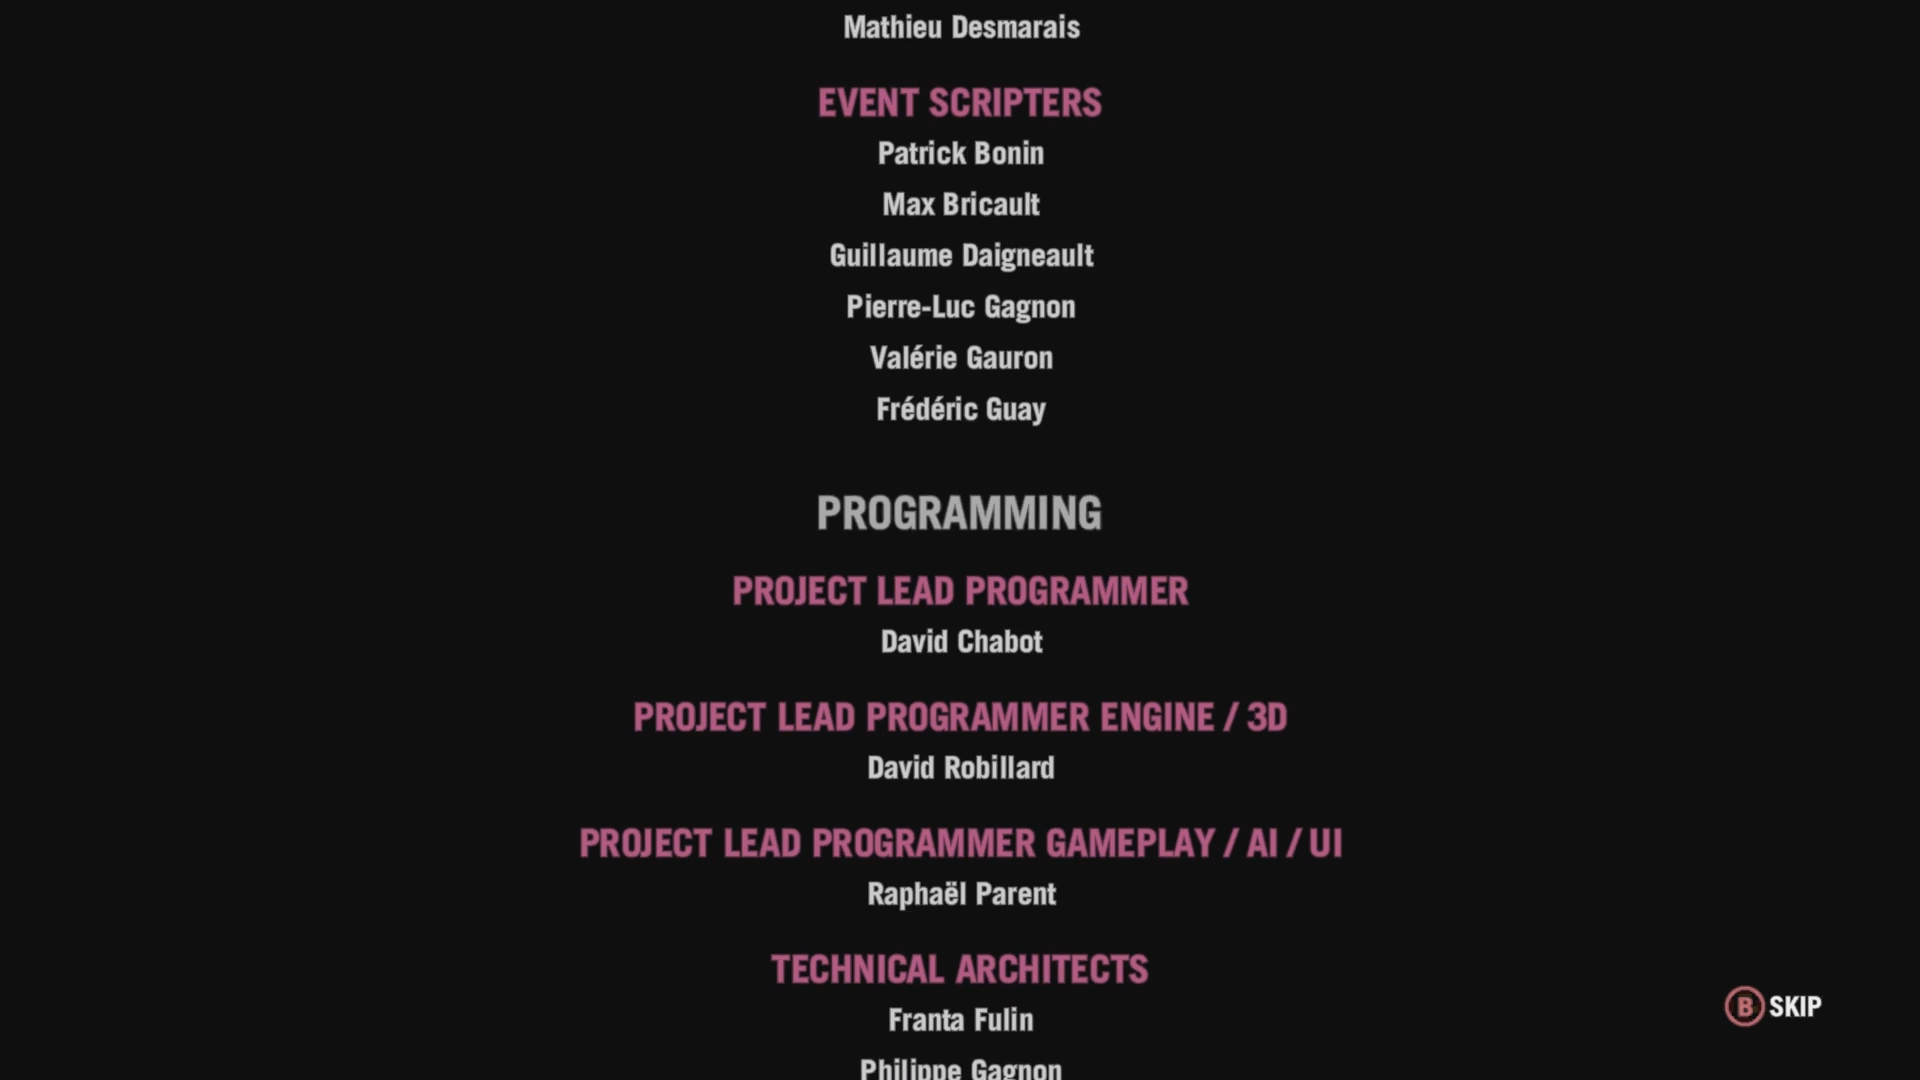 Mathieu Desmarais
EVENT SCRIPTERS
Patrick Bonin
Max Bricault
Guillaume Daigneault
Pierre-Luc Gagnon
Valérie Gauron
Frédéric Guay
PROGRAMMING
PROJECT LEAD PROGRAMMER
David Chabot
PROJECT LEAD PROGRAMMER ENGINE / 3D
David Robillard
PROJECT LEAD PROGRAMMER GAMEPLAY / AI / UI
Raphaël Parent
TECHNICAL ARCHITECTS
Franta Fulin
B SKIP
Philippe Gagnon